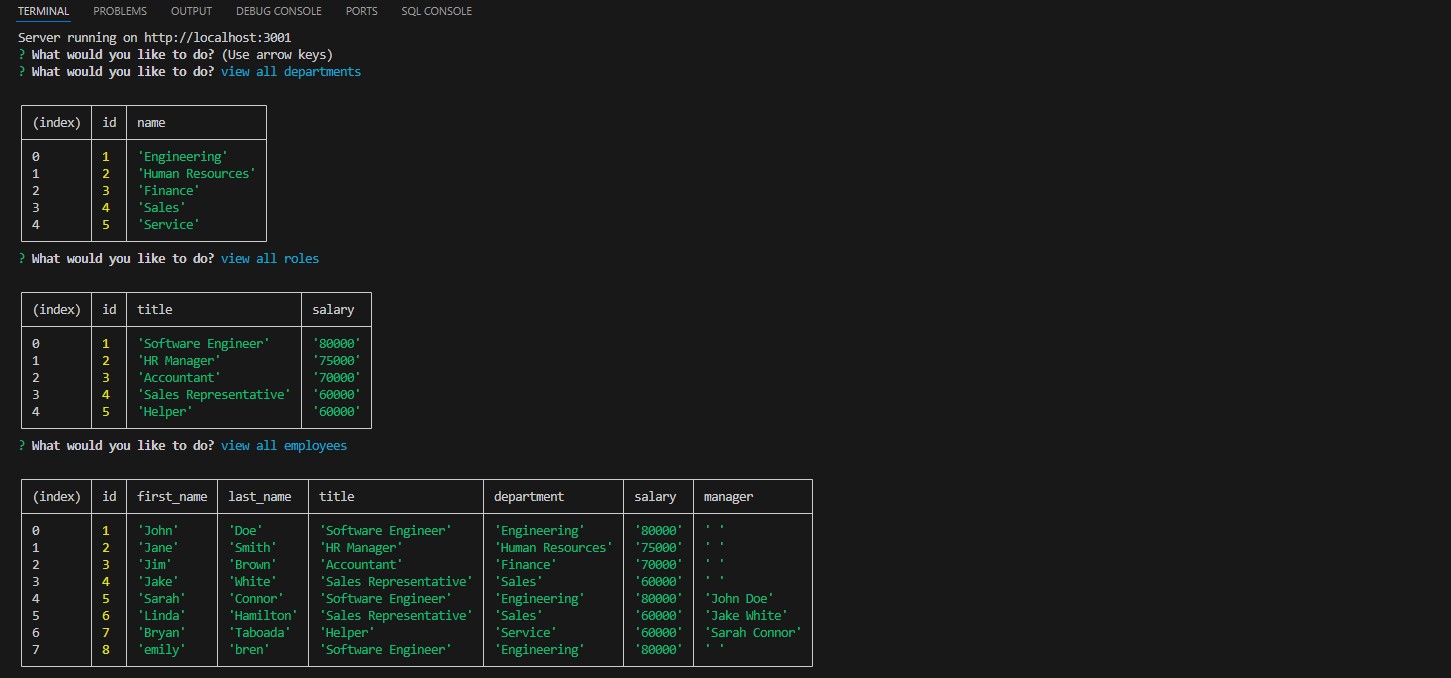 TERMINAL PROBLEMS OUTPUT DEBUG CONSOLE PORTS SQL CONSOLE
Server running on http://localhost:3001
? What would you like to do? (Use arrow keys)
? What would you like to do? view all departments
(index) id name
0 1 'Engineering'
1 2 'Human Resources'
2 3 'Finance'
3 4 'Sales'
4 5 'Service'
? What would you like to do? view all roles
(index) id title salary
0 1 'Software Engineer' '80000'
1 2 'HR Manager' '75000'
2 3 'Accountant' '70000'
3 4 'Sales Representative' '60000'
4 5 'Helper' '60000'
? What would you like to do? view all employees
(index) id first_name last_name title department salary manager
0 1 'John' 'Doe' 'Software Engineer' 'Engineering' '80000' ' '
1 2 'Jane' 'Smith' 'HR Manager' 'Human Resources' '75000' ' '
2 3 'Jim' 'Brown' 'Accountant' 'Finance' '70000' ' '
3 4 'Jake' 'White' 'Sales Representative' 'Sales' '60000' ' '
4 5 'Sarah' 'Connor' 'Software Engineer' 'Engineering' '80000' 'John Doe'
5 6 'Linda' 'Hamilton' 'Sales Representative' 'Sales' '60000' 'Jake White'
6 7 'Bryan' 'Taboada' 'Helper' 'Service' '60000' 'Sarah Connor'
7 8 'emily' 'bren' 'Software Engineer' 'Engineering' '80000' ' '